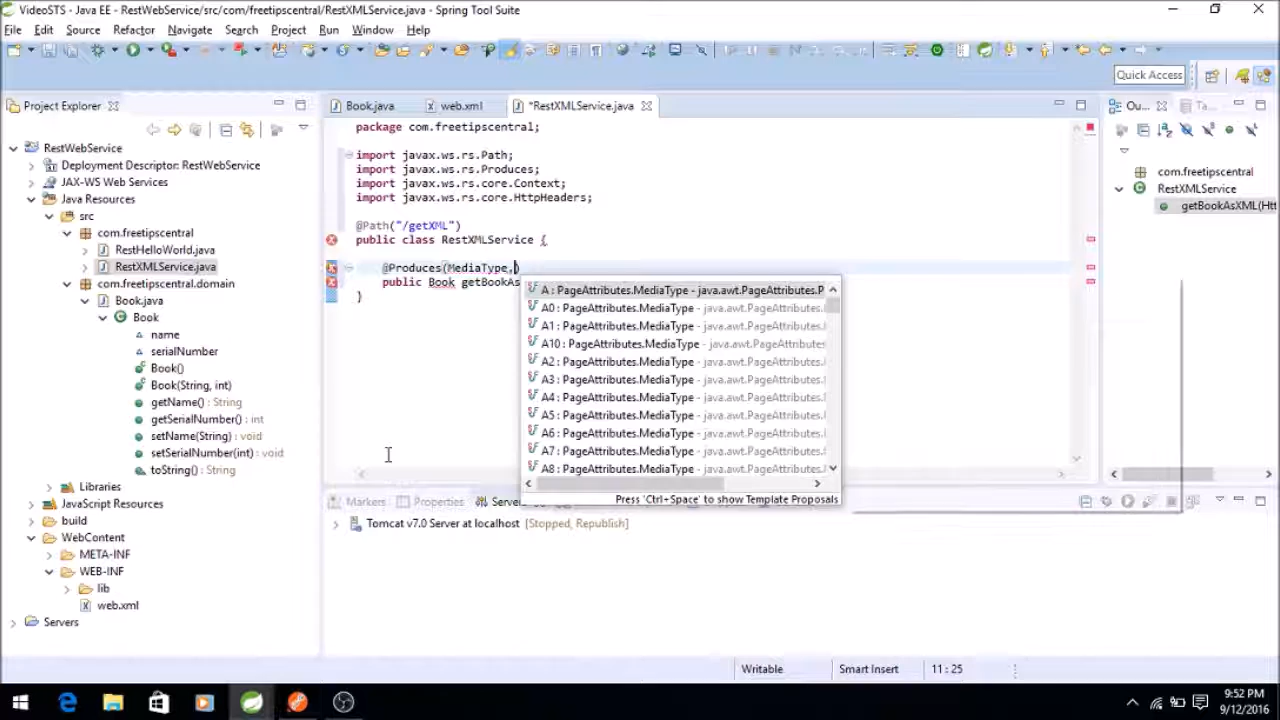 VideoSTS - Java EE - RestWebService/src/com/freetipscentral/RestXMLService.java - Spring Tool Suite
File Edit Source Refactor Navigate Search Project Run Window Help
Quick Access
Project Explorer
Book.java web.xml *RestXMLService.java
Ou... Ta...
RestWebService
Deployment Descriptor: RestWebService
JAX-WS Web Services
Java Resources
src
com.freetipscentral
RestHelloWorld.java
RestXMLService.java
com.freetipscentral.domain
Book.java
Book
name
serialNumber
Book()
Book(String, int)
getName() : String
getSerialNumber() : int
setName(String) : void
setSerialNumber(int) : void
toString() : String
Libraries
JavaScript Resources
build
WebContent
META-INF
WEB-INF
lib
web.xml
Servers
package com.freetipscentral;
import javax.ws.rs.Path;
import javax.ws.rs.Produces;
import javax.ws.rs.core.Context;
import javax.ws.rs.core.HttpHeaders;
@Path("/getXML")
public class RestXMLService {
@Produces(MediaType.)
public Book getBookAs
}
A : PageAttributes.MediaType - java.awt.PageAttributes.P
A0 : PageAttributes.MediaType - java.awt.PageAttributes.
A1 : PageAttributes.MediaType - java.awt.PageAttributes.
A10 : PageAttributes.MediaType - java.awt.PageAttributes.
A2 : PageAttributes.MediaType - java.awt.PageAttributes.
A3 : PageAttributes.MediaType - java.awt.PageAttributes.
A4 : PageAttributes.MediaType - java.awt.PageAttributes.
A5 : PageAttributes.MediaType - java.awt.PageAttributes.
A6 : PageAttributes.MediaType - java.awt.PageAttributes.
A7 : PageAttributes.MediaType - java.awt.PageAttributes.
A8 : PageAttributes.MediaType - java.awt.PageAttributes.
Press 'Ctrl+Space' to show Template Proposals
com.freetipscentral
RestXMLService
getBookAsXML(Htt
Markers Properties Server
Tomcat v7.0 Server at localhost [Stopped, Republish]
Writable Smart Insert 11 : 25
9:52 PM
9/12/2016